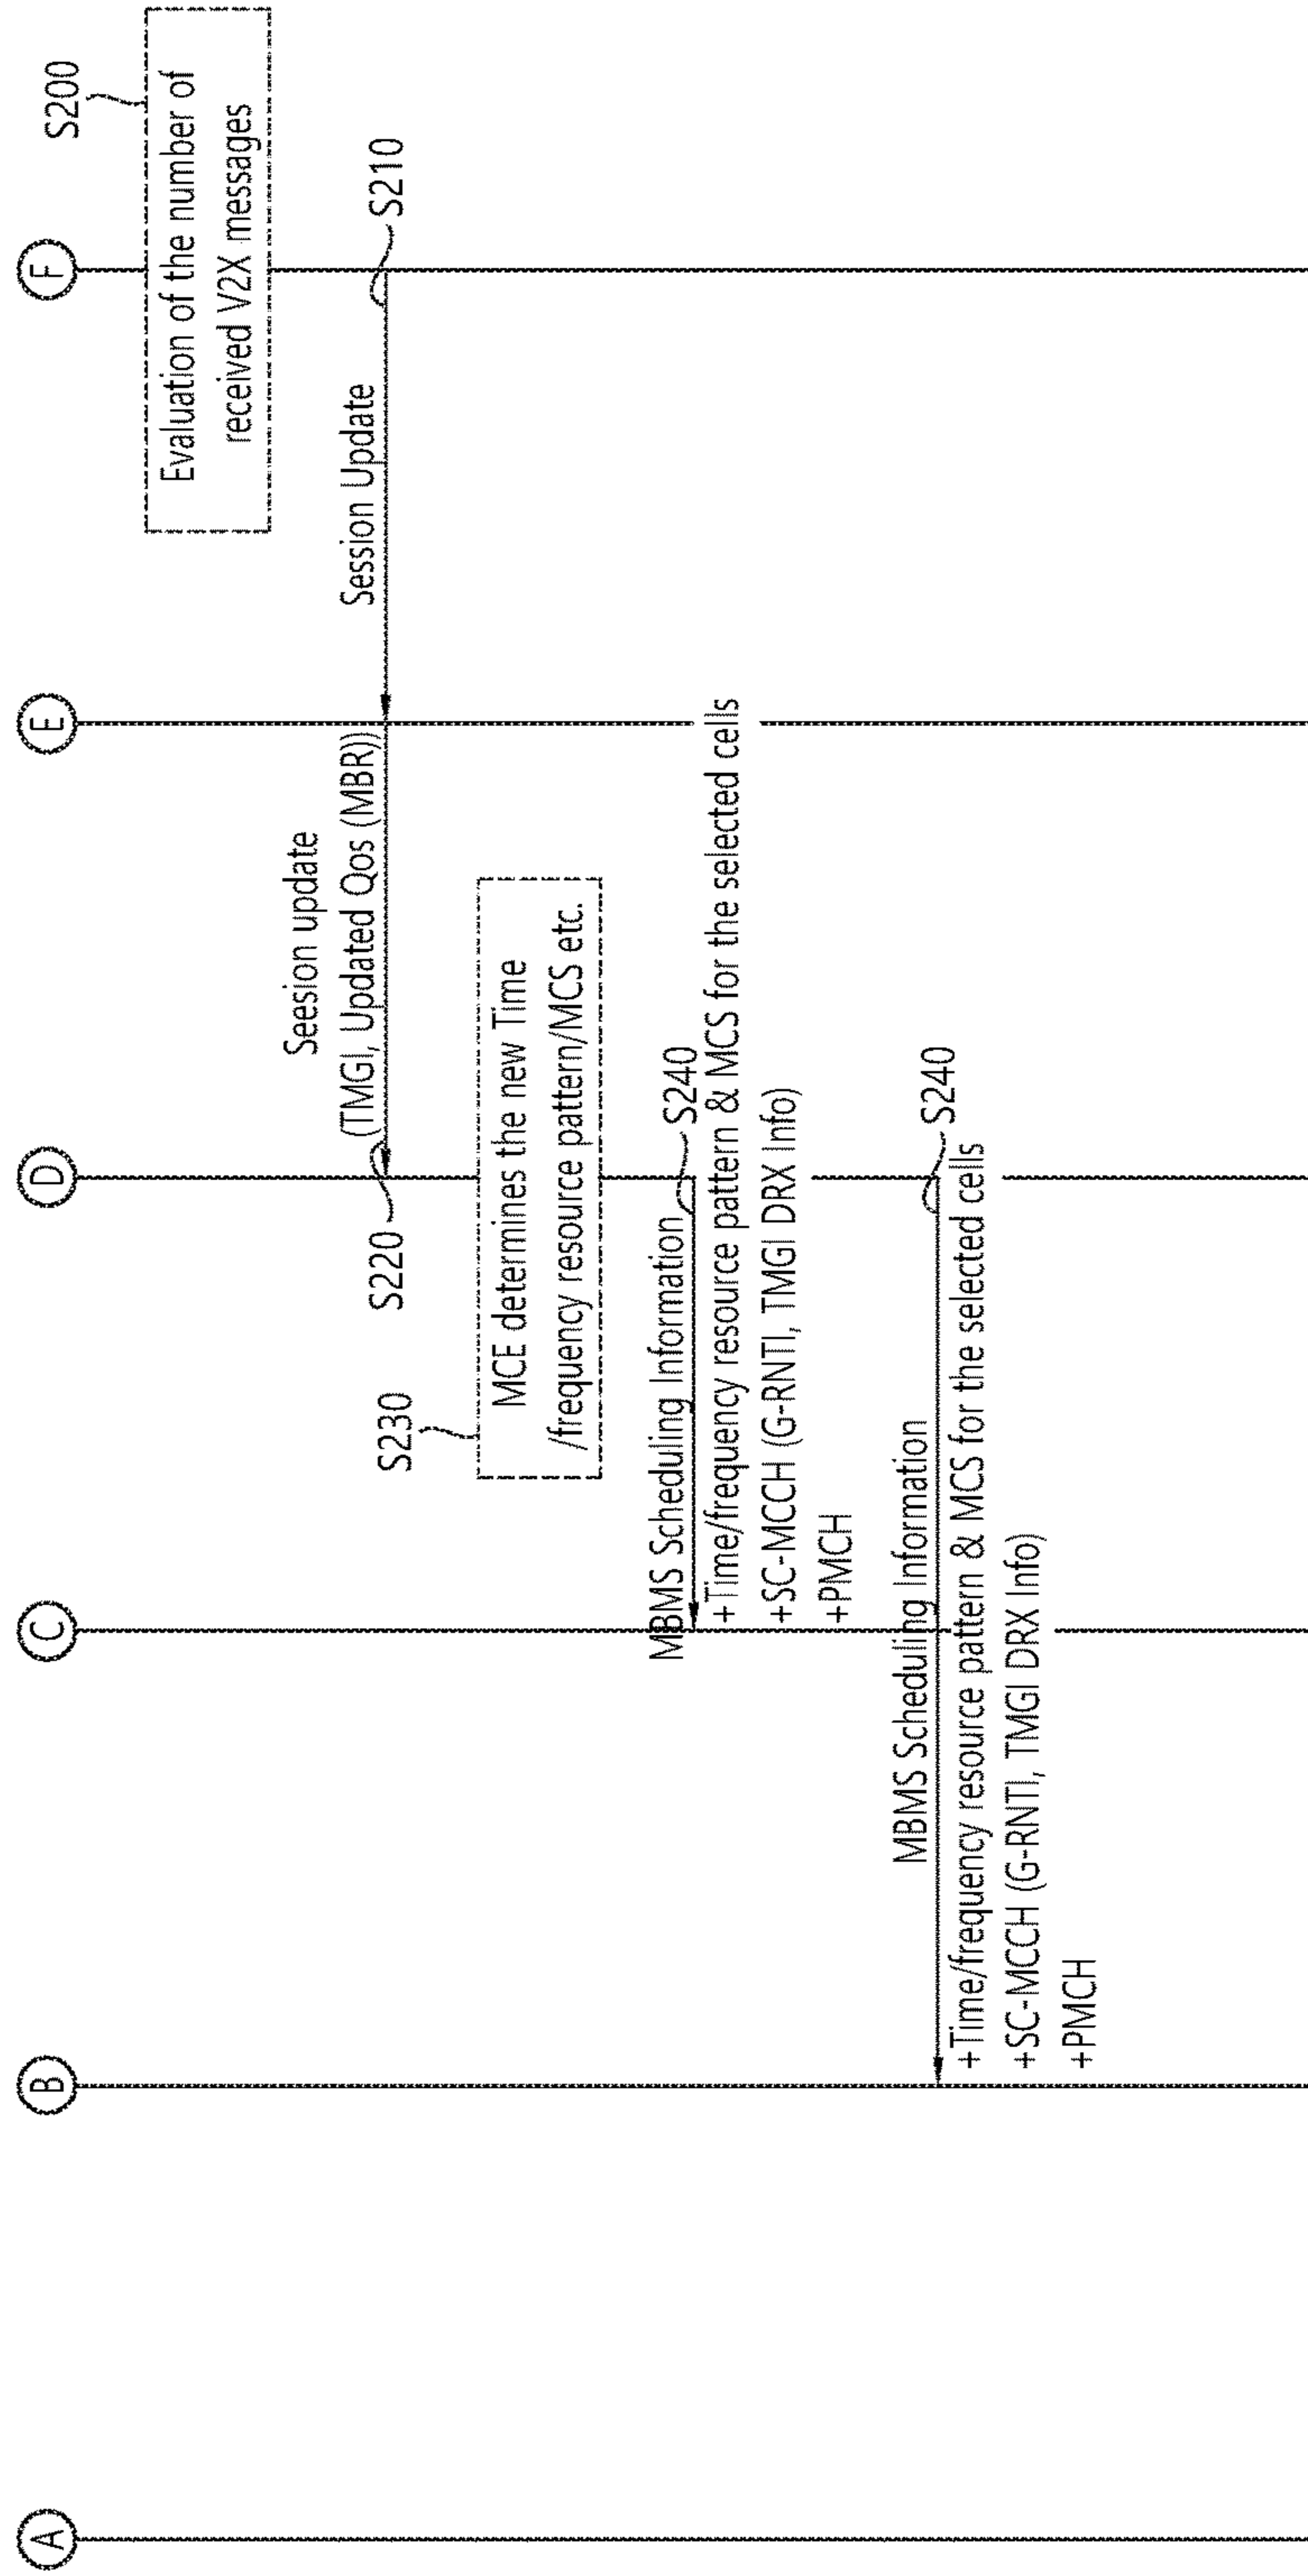 A
B
C
D
E
F
S200
Evaluation of the number of
received V2X messages
S210
Session Update
Seesion update
(TMGI, Updated Qos (MBR))
S220
S230
MCE determines the new Time
/frequency resource pattern/MCS etc.
MBMS Scheduling Information
S240
+Time/frequency resource pattern & MCS for the selected cells
+SC-MCCH (G-RNTI, TMGI DRX Info)
+PMCH
MBMS Scheduling Information
S240
+Time/frequency resource pattern & MCS for the selected cells
+SC-MCCH (G-RNTI, TMGI DRX Info)
+PMCH